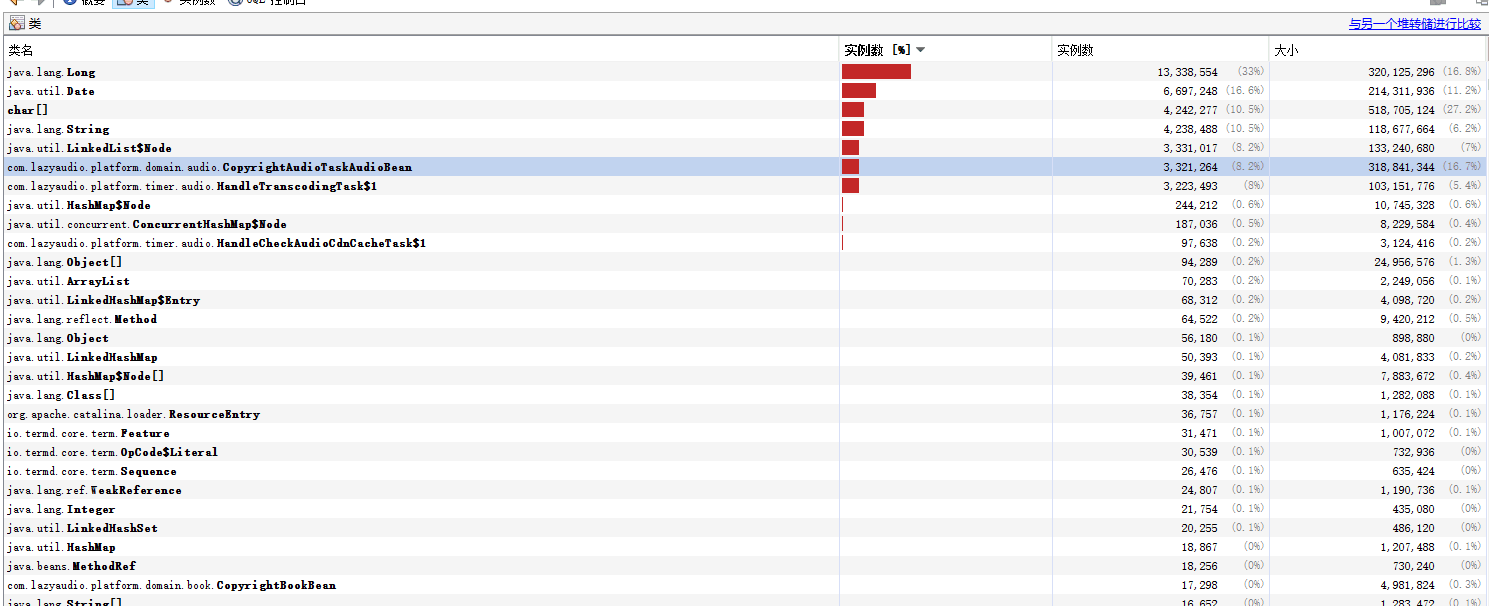 概要 类 实例数 OQL 控制台
类 与另一个堆转储进行比较
类名 实例数 [%] 实例数 大小
java.lang.Long 13,338,554 (33%) 320,125,296 (16.8%)
java.util.Date 6,697,248 (16.6%) 214,311,936 (11.2%)
char[] 4,242,277 (10.5%) 518,705,124 (27.2%)
java.lang.String 4,238,488 (10.5%) 118,677,664 (6.2%)
java.util.LinkedList$Node 3,331,017 (8.2%) 133,240,680 (7%)
com.lazyaudio.platform.domain.audio.CopyrightAudioTaskAudioBean 3,321,264 (8.2%) 318,841,344 (16.7%)
com.lazyaudio.platform.timer.audio.HandleTranscodingTask$1 3,223,493 (8%) 103,151,776 (5.4%)
java.util.HashMap$Node 244,212 (0.6%) 10,745,328 (0.6%)
java.util.concurrent.ConcurrentHashMap$Node 187,036 (0.5%) 8,229,584 (0.4%)
com.lazyaudio.platform.timer.audio.HandleCheckAudioCdnCacheTask$1 97,638 (0.2%) 3,124,416 (0.2%)
java.lang.Object[] 94,289 (0.2%) 24,956,576 (1.3%)
java.util.ArrayList 70,283 (0.2%) 2,249,056 (0.1%)
java.util.LinkedHashMap$Entry 68,312 (0.2%) 4,098,720 (0.2%)
java.lang.reflect.Method 64,522 (0.2%) 9,420,212 (0.5%)
java.lang.Object 56,180 (0.1%) 898,880 (0%)
java.util.LinkedHashMap 50,393 (0.1%) 4,081,833 (0.2%)
java.util.HashMap$Node[] 39,461 (0.1%) 7,883,672 (0.4%)
java.lang.Class[] 38,354 (0.1%) 1,282,088 (0.1%)
org.apache.catalina.loader.ResourceEntry 36,757 (0.1%) 1,176,224 (0.1%)
io.termd.core.term.Feature 31,471 (0.1%) 1,007,072 (0.1%)
io.termd.core.term.OpCode$Literal 30,539 (0.1%) 732,936 (0%)
io.termd.core.term.Sequence 26,476 (0.1%) 635,424 (0%)
java.lang.ref.WeakReference 24,807 (0.1%) 1,190,736 (0.1%)
java.lang.Integer 21,754 (0.1%) 435,080 (0%)
java.util.LinkedHashSet 20,255 (0.1%) 486,120 (0%)
java.util.HashMap 18,867 (0%) 1,207,488 (0.1%)
java.beans.MethodRef 18,256 (0%) 730,240 (0%)
com.lazyaudio.platform.domain.book.CopyrightBookBean 17,298 (0%) 4,981,824 (0.3%)
java.lang.String[] 16,652 (0%) 1,283,472 (0.1%)